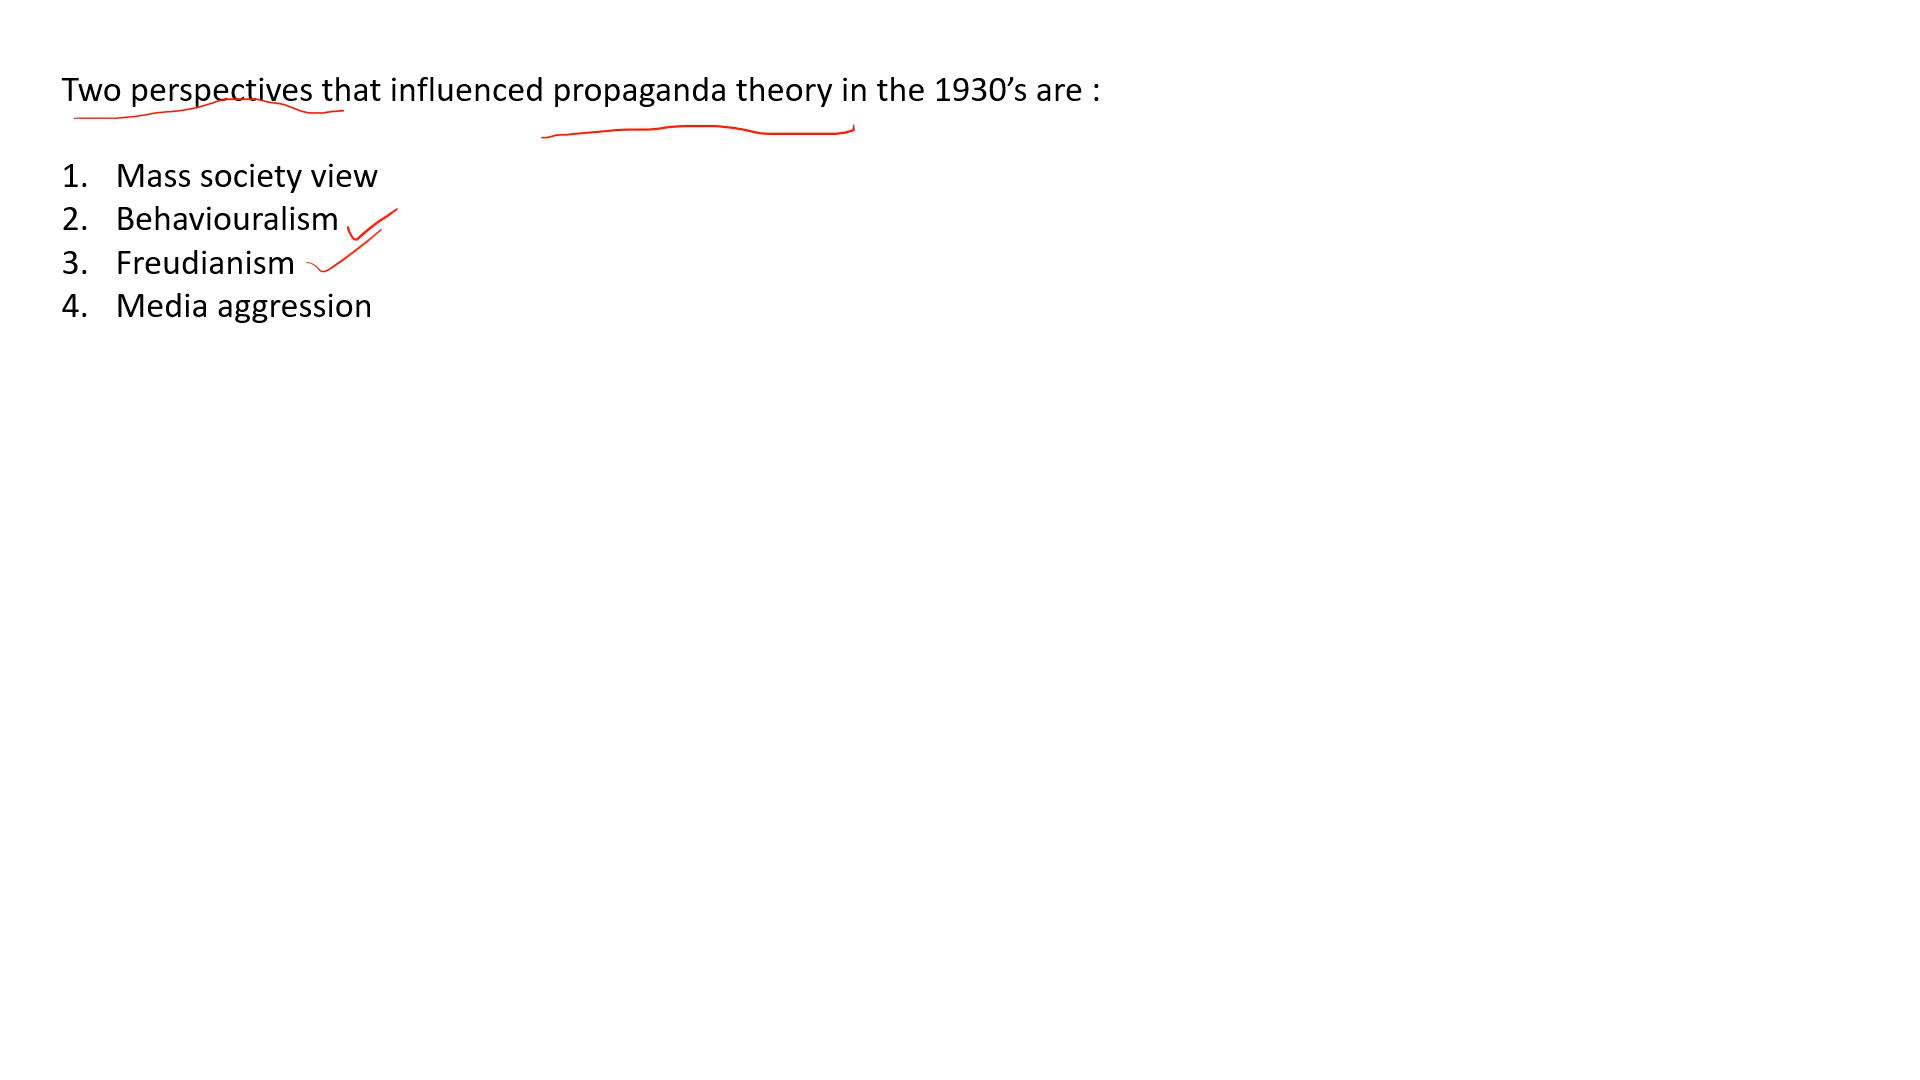 Two perspectives that influenced propaganda theory in the 1930’s are :
1. Mass society view
2. Behaviouralism
3. Freudianism
4. Media aggression